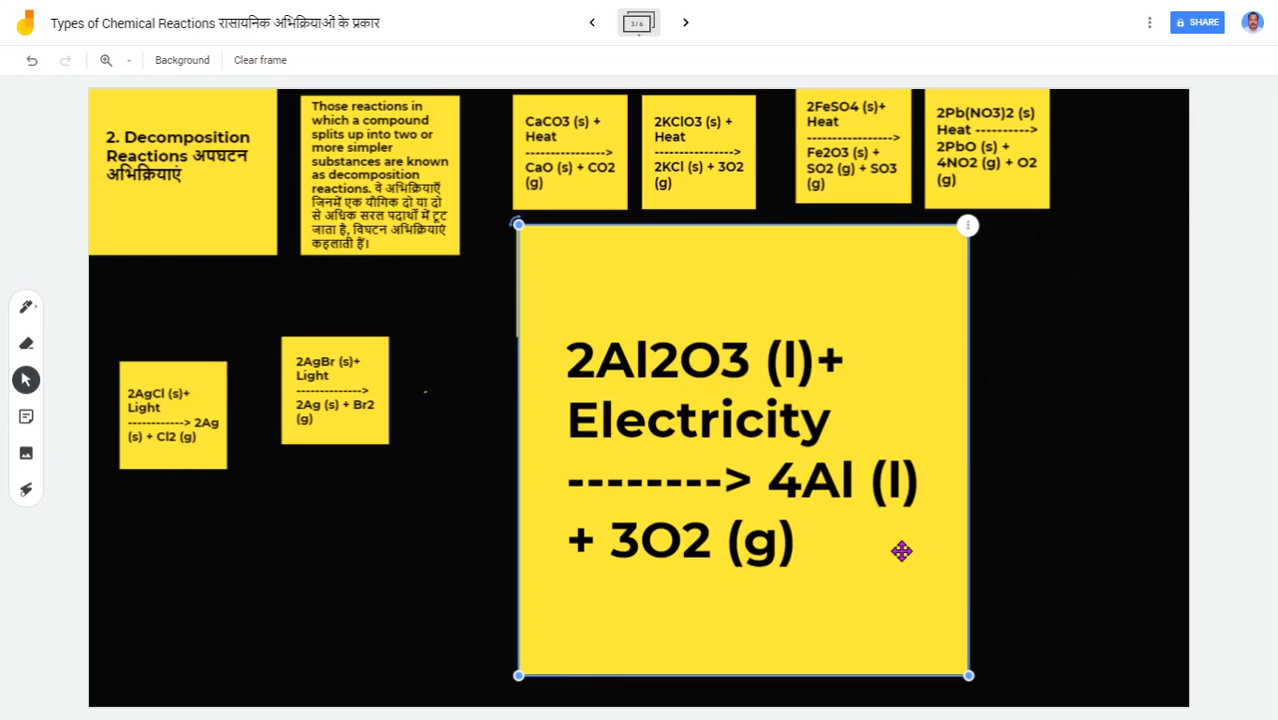 Types of Chemical Reactions रासायनिक अभिक्रियाओं के प्रकार
3/6
SHARE
Background
Clear frame
2. Decomposition
Reactions अपघटन
अभिक्रियाएं
Those reactions in
which a compound
splits up into two or
more simpler
substances are known
as decomposition
reactions. वे अभिक्रियाएँ
जिनमें एक यौगिक दो या दो
से अधिक सरल पदार्थों में टूट
जाता है, विघटन अभिक्रियाएं
कहलाती हैं।
CaCO3 (s) +
Heat
--------------->
CaO (s) + CO2
(g)
2KClO3 (s) +
Heat
--------------->
2KCl (s) + 3O2
(g)
2FeSO4 (s)+
Heat
---------------->
Fe2O3 (s) +
SO2 (g) + SO3
(g)
2Pb(NO3)2 (s)
Heat ---------->
2PbO (s) +
4NO2 (g) + O2
(g)
2AgCl (s)+
Light
------------> 2Ag
(s) + Cl2 (g)
2AgBr (s)+
Light
-------------->
2Ag (s) + Br2
(g)
2Al2O3 (l)+
Electricity
--------> 4Al (l)
+ 3O2 (g)